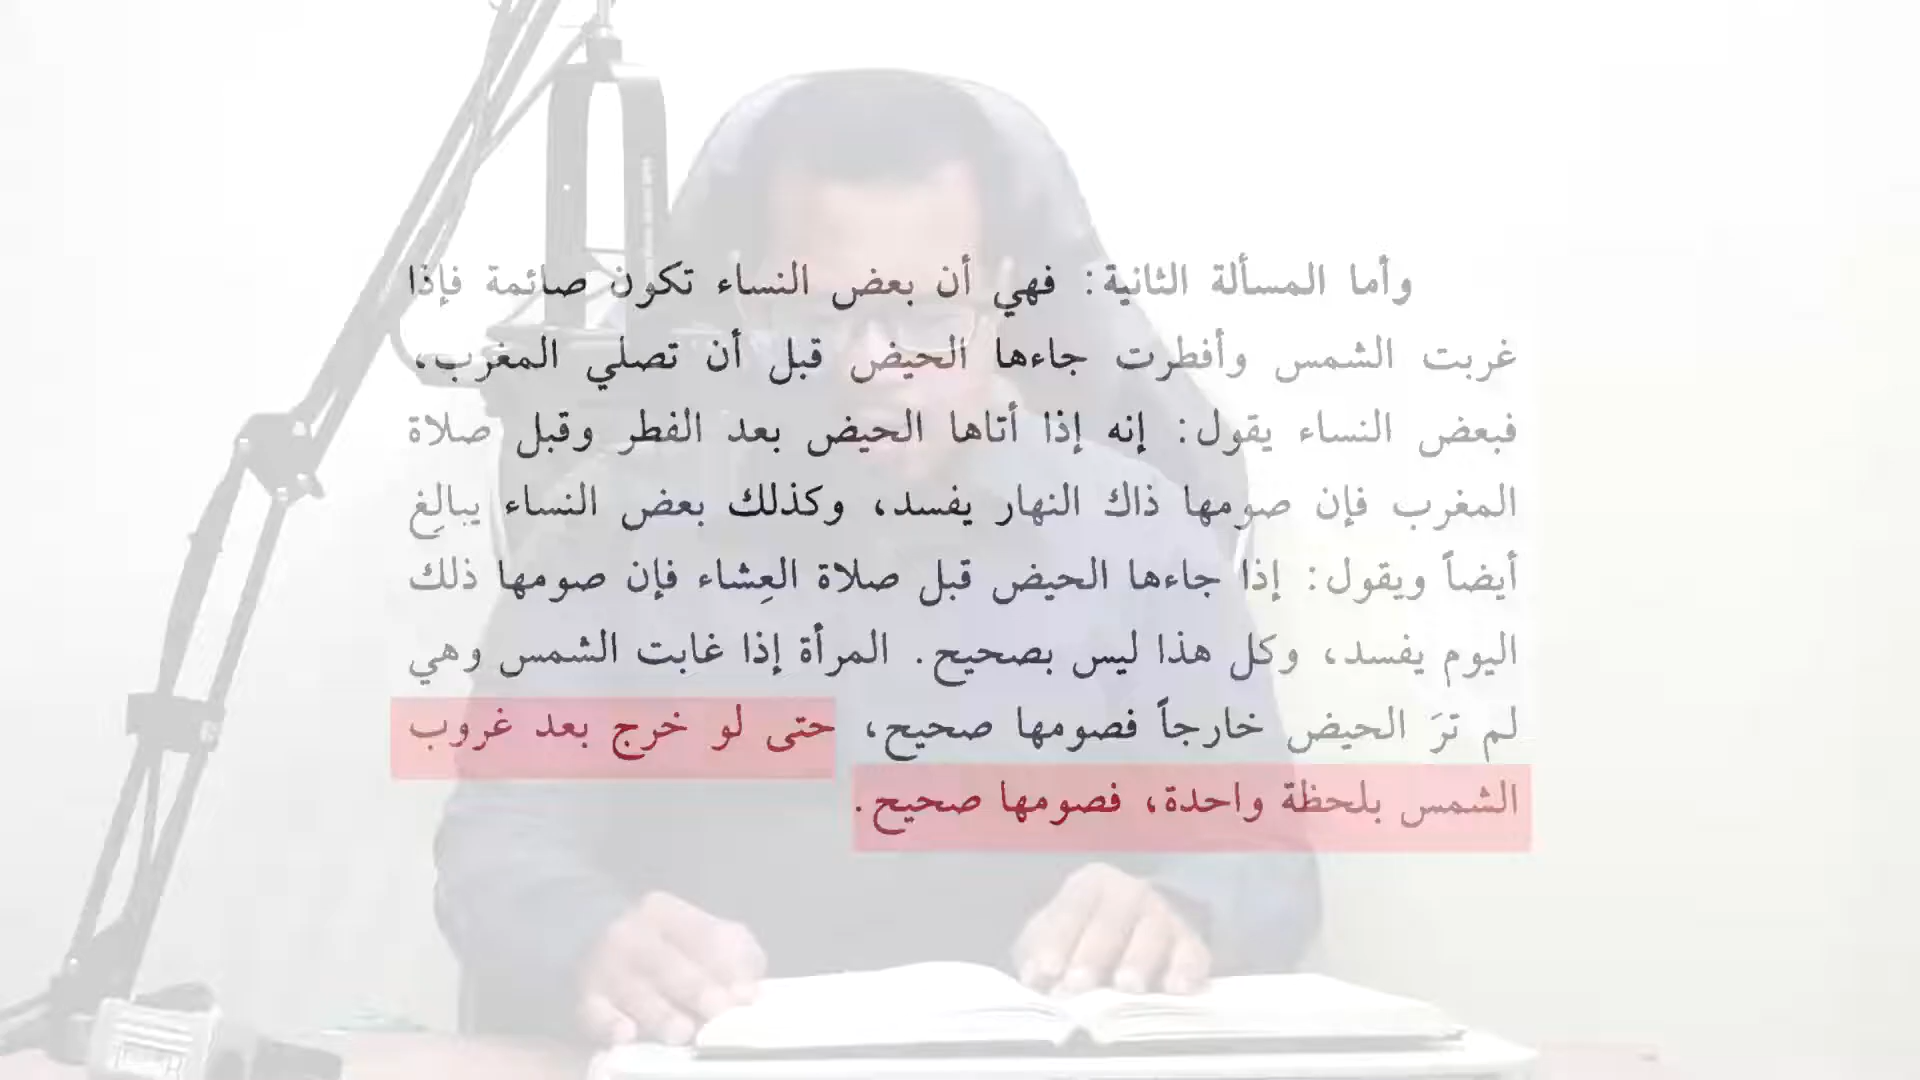 وأما المسألة الثانية: فهي أن بعض النساء تكون صائمة فإذا
غربت الشمس وأفطرت جاءها الحيض قبل أن تصلي المغرب،
فبعض النساء يقول: إنه إذا أتاها الحيض بعد الفطر وقبل صلاة
المغرب فإن صومها ذاك النهار يفسد، وكذلك بعض النساء يبالِغ
أيضاً ويقول: إذا جاءها الحيض قبل صلاة العِشاء فإن صومها ذلك
اليوم يفسد، وكل هذا ليس بصحيح. المرأة إذا غابت الشمس وهي
لم ترَ الحيض خارجاً فصومها صحيح، حتى لو خرج بعد غروب
الشمس بلحظة واحدة، فصومها صحيح.